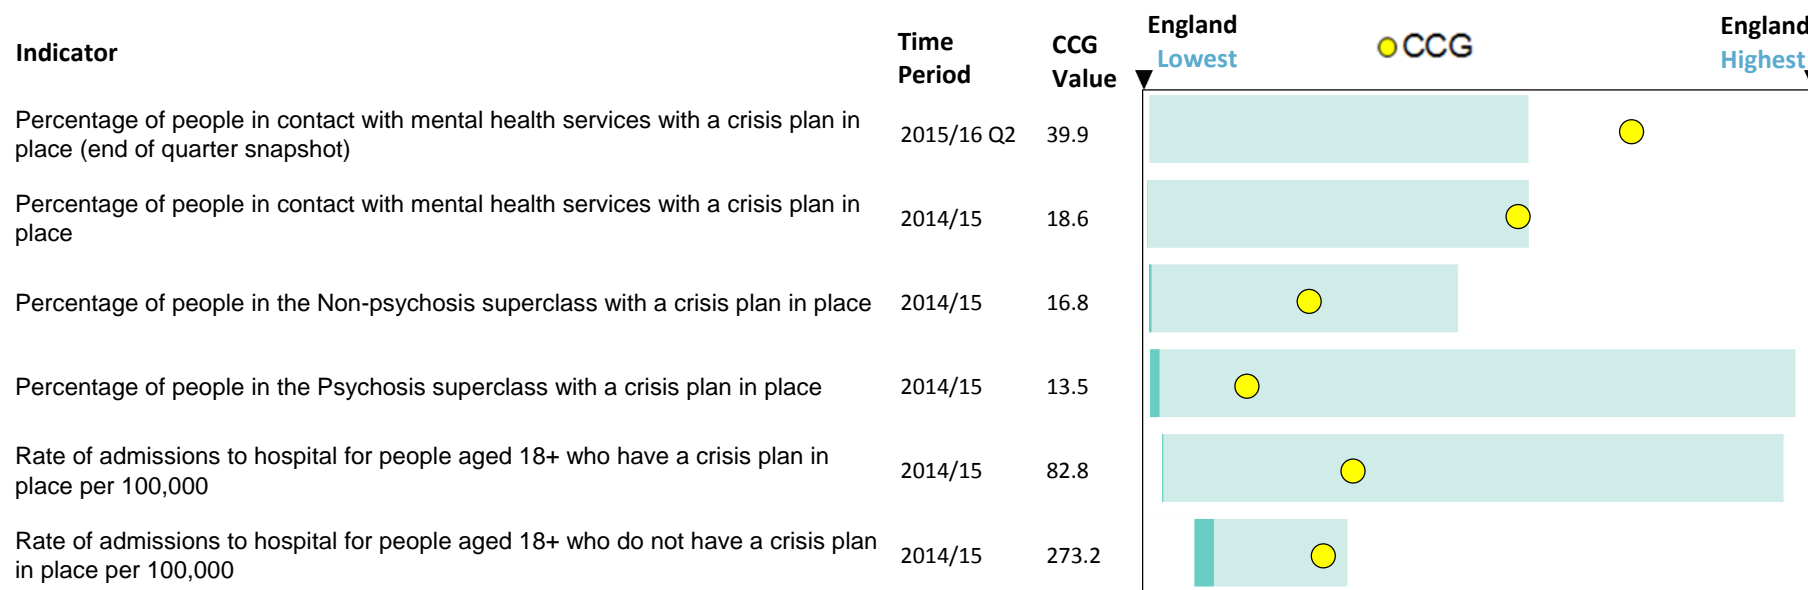 Indicator
Time
Period
CCG
Value
England
Lowest
CCG
England
Highest
Percentage of people in contact with mental health services with a crisis plan in
place (end of quarter snapshot)
2015/16 Q2
39.9
Percentage of people in contact with mental health services with a crisis plan in
place
2014/15
18.6
Percentage of people in the Non-psychosis superclass with a crisis plan in place
2014/15
16.8
Percentage of people in the Psychosis superclass with a crisis plan in place
2014/15
13.5
Rate of admissions to hospital for people aged 18+ who have a crisis plan in
place per 100,000
2014/15
82.8
Rate of admissions to hospital for people aged 18+ who do not have a crisis plan
in place per 100,000
2014/15
273.2